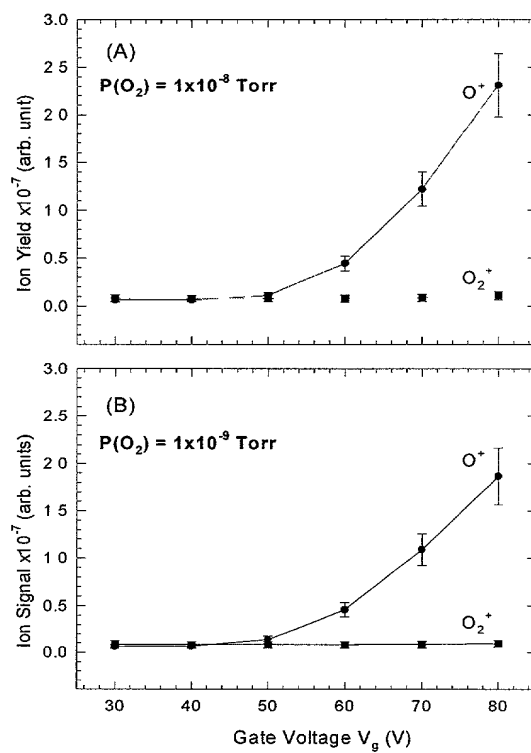 (A)
P(O₂) = 1x10⁻⁸ Torr
O⁺
O₂⁺
Ion Yield x10⁻⁷ (arb. unit)
3.0
2.5
2 0
1 5
1 0
0.5
0.0
(B)
P(O₂) = 1x10⁻⁹ Torr
O⁺
O₂⁺
Ion Signal x10⁻⁷ (arb. units)
3.0
2.5
2.0
1.5
1.0
0.5
0.0
30 40 50 60 70 80
Gate Voltage V_g (V)